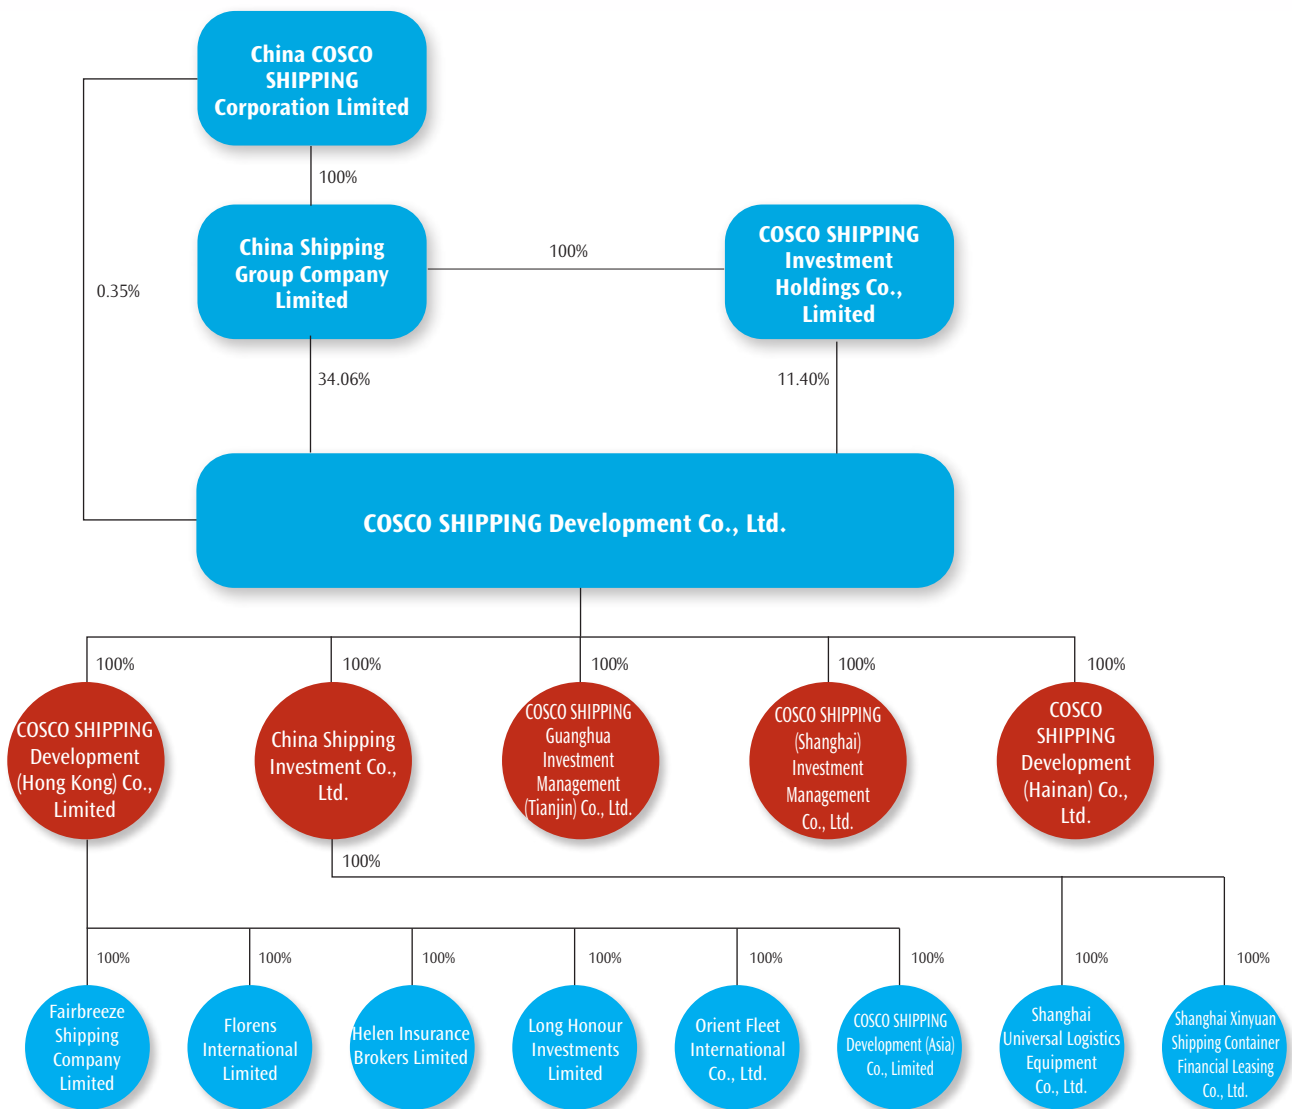 China COSCO
SHIPPING
Corporation Limited
100%
China Shipping
Group Company
Limited
100%
COSCO SHIPPING
Investment
Holdings Co.,
Limited
0.35%
34.06%
11.40%
COSCO SHIPPING Development Co., Ltd.
100%
100%
100%
100%
100%
COSCO SHIPPING
Development
(Hong Kong) Co.,
Limited
China Shipping
Investment Co.,
Ltd.
COSCO SHIPPING
Guanghua
Investment
Management
(Tianjin) Co., Ltd.
COSCO SHIPPING
(Shanghai)
Investment
Management
Co., Ltd.
COSCO
SHIPPING
Development
(Hainan) Co.,
Ltd.
100%
100%
100%
100%
100%
100%
100%
100%
100%
Fairbreeze
Shipping
Company
Limited
Florens
International
Limited
Helen Insurance
Brokers Limited
Long Honour
Investments
Limited
Orient Fleet
International
Co., Ltd.
COSCO SHIPPING
Development (Asia)
Co., Limited
Shanghai
Universal Logistics
Equipment
Co., Ltd.
Shanghai Xinyuan
Shipping Container
Financial Leasing
Co., Ltd.